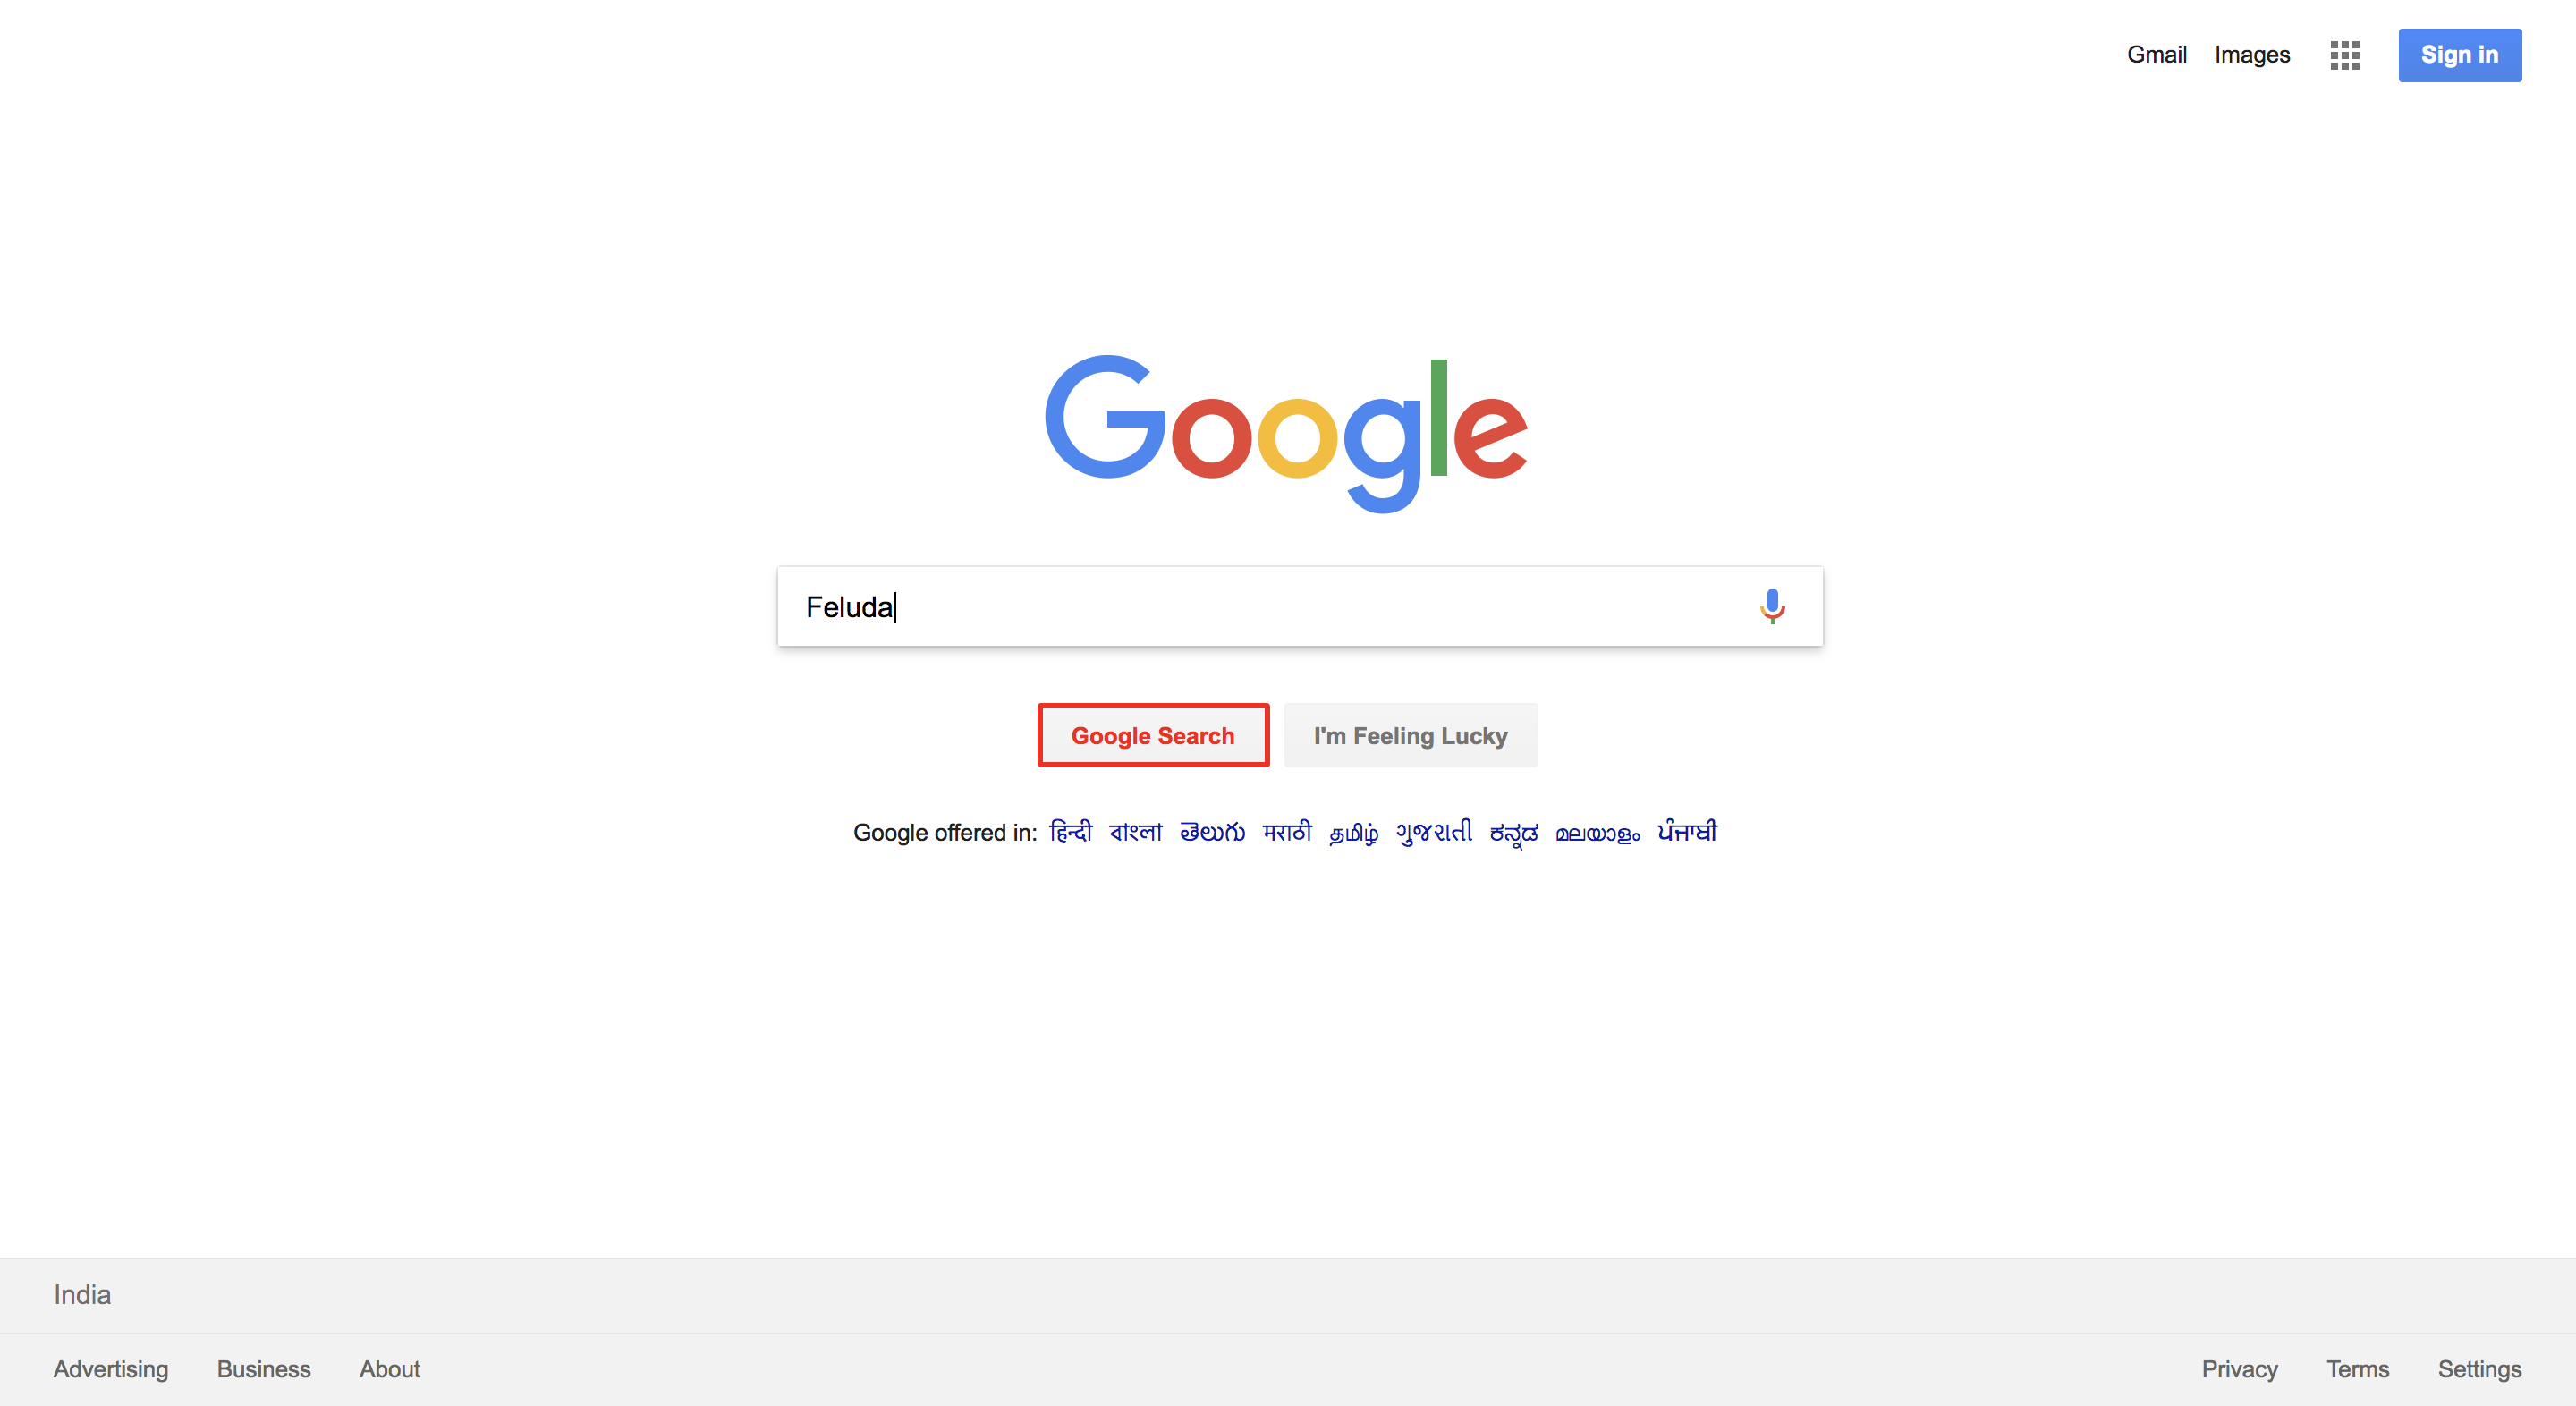 Gmail Images Sign in
Google
Feluda
Google Search I'm Feeling Lucky
Google offered in: हिन्दी বাংলা తెలుగు मराठी தமிழ் ગુજરાતી ಕನ್ನಡ മലയാളം ਪੰਜਾਬੀ
India
Advertising Business About Privacy Terms Settings